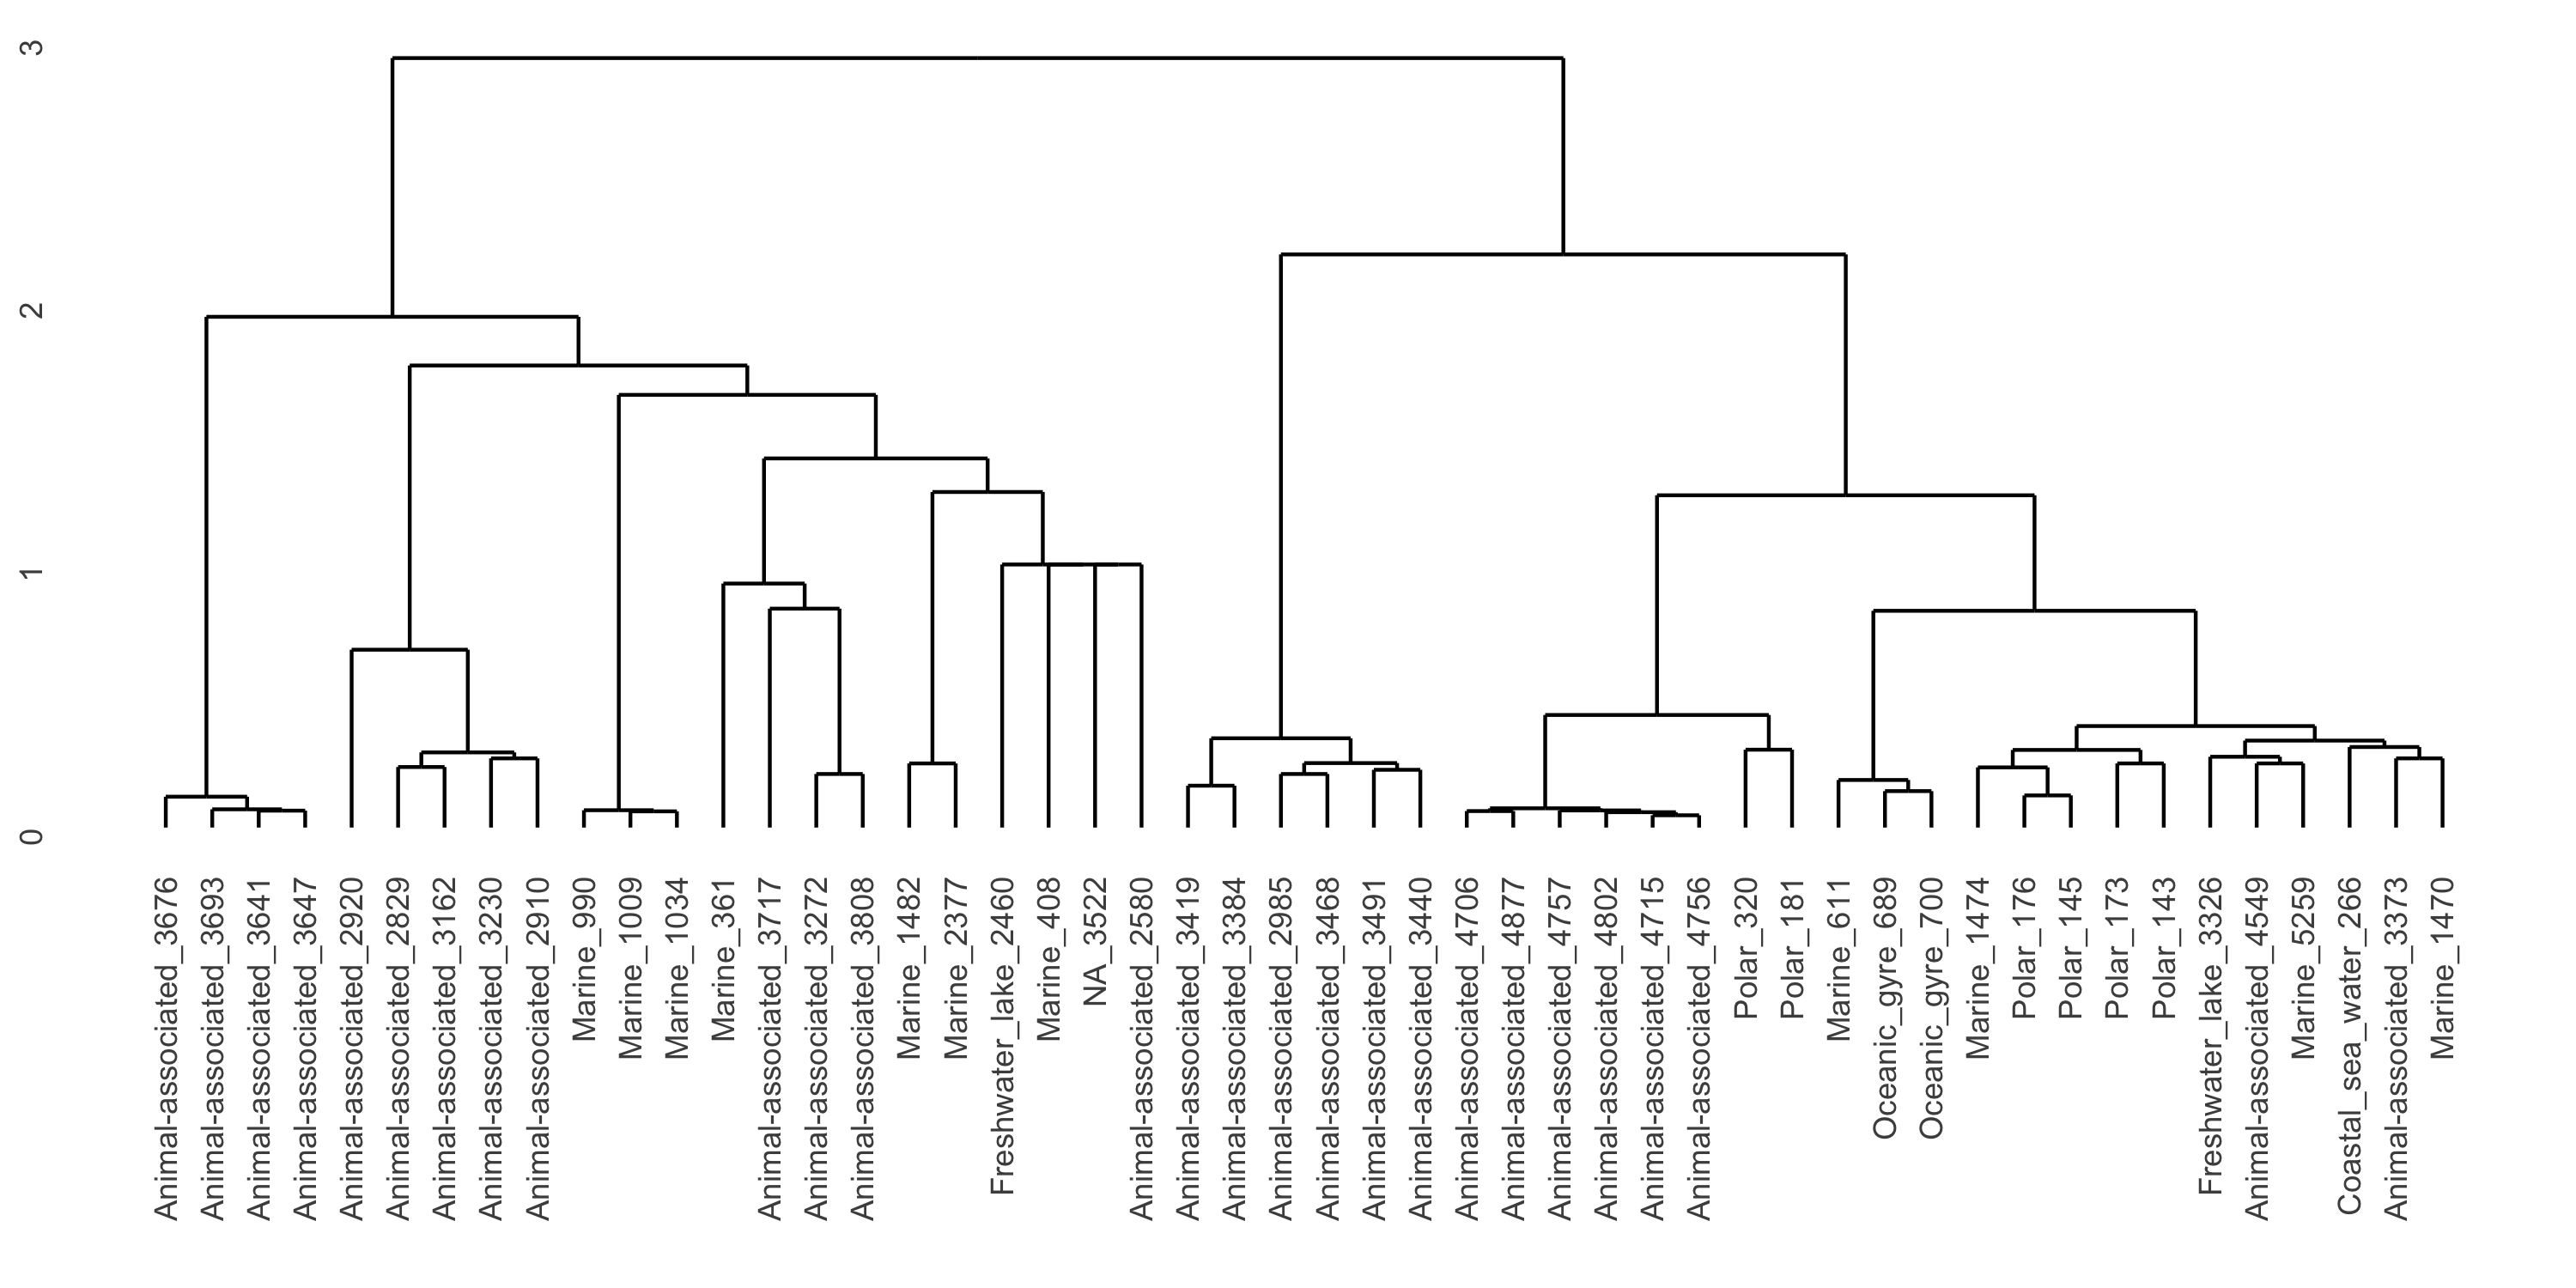 3
2
1
0
Animal-associated_3676
Animal-associated_3693
Animal-associated_3641
Animal-associated_3647
Animal-associated_2920
Animal-associated_2829
Animal-associated_3162
Animal-associated_3230
Animal-associated_2910
Marine_990
Marine_1009
Marine_1034
Marine_361
Animal-associated_3717
Animal-associated_3272
Animal-associated_3808
Marine_1482
Marine_2377
Freshwater_lake_2460
Marine_408
NA_3522
Animal-associated_2580
Animal-associated_3419
Animal-associated_3384
Animal-associated_2985
Animal-associated_3468
Animal-associated_3491
Animal-associated_3440
Animal-associated_4706
Animal-associated_4877
Animal-associated_4757
Animal-associated_4802
Animal-associated_4715
Animal-associated_4756
Polar_320
Polar_181
Marine_611
Oceanic_gyre_689
Oceanic_gyre_700
Marine_1474
Polar_176
Polar_145
Polar_173
Polar_143
Freshwater_lake_3326
Animal-associated_4549
Marine_5259
Coastal_sea_water_266
Animal-associated_3373
Marine_1470